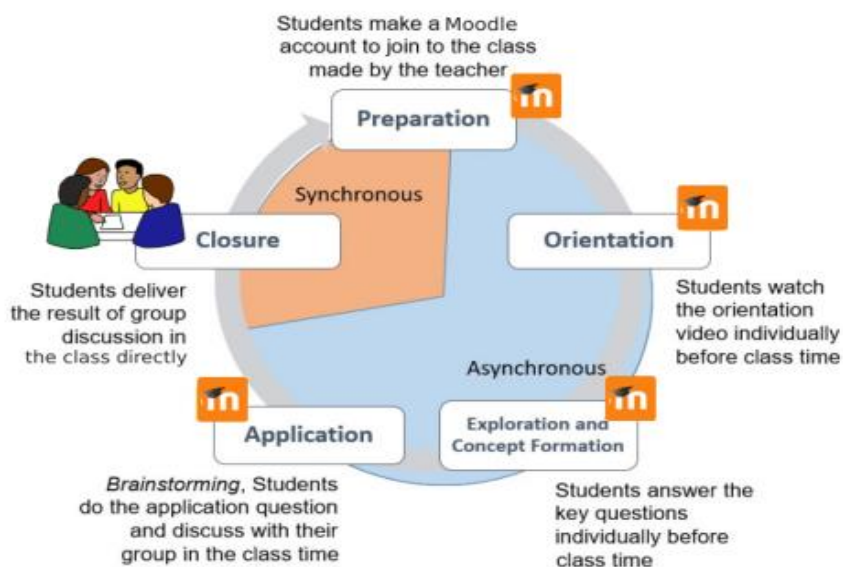 Students make a Moodle
account to join to the class
made by the teacher
Preparation
Synchronous
Closure
Orientation
Students deliver
the result of group
discussion in
the class directly
Students watch
the orientation
video individually
before class time
Asynchronous
Application
Exploration and
Concept Formation
Brainstorming, Students
do the application question
and discuss with their
group in the class time
Students answer the
key questions
individually before
class time